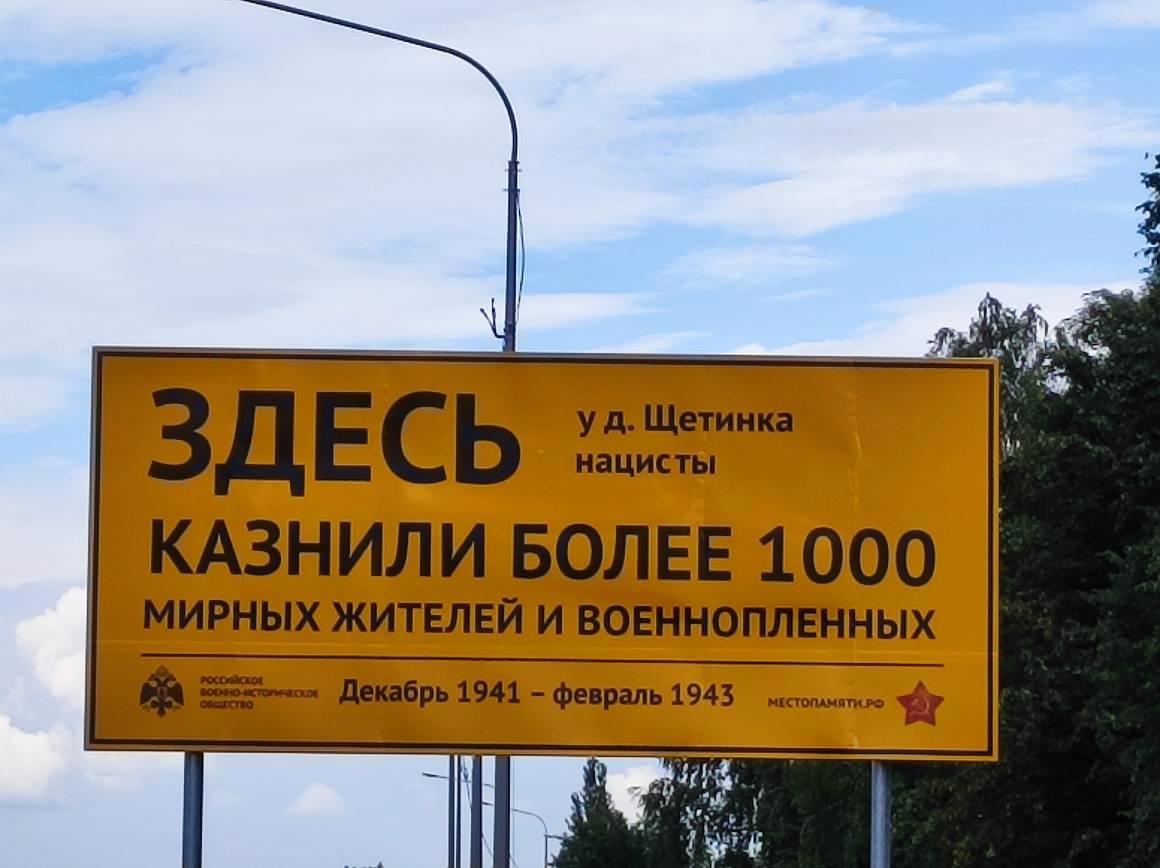 ЗДЕСЬ
у д. Щетинка
нацисты
КАЗНИЛИ БОЛЕЕ 1000
МИРНЫХ ЖИТЕЛЕЙ И ВОЕННОПЛЕННЫХ
РОССИЙСКОЕ
ВОЕННО-ИСТОРИЧЕСКОЕ
ОБЩЕСТВО
Декабрь 1941 – февраль 1943
МЕСТОПАМЯТИ.РФ